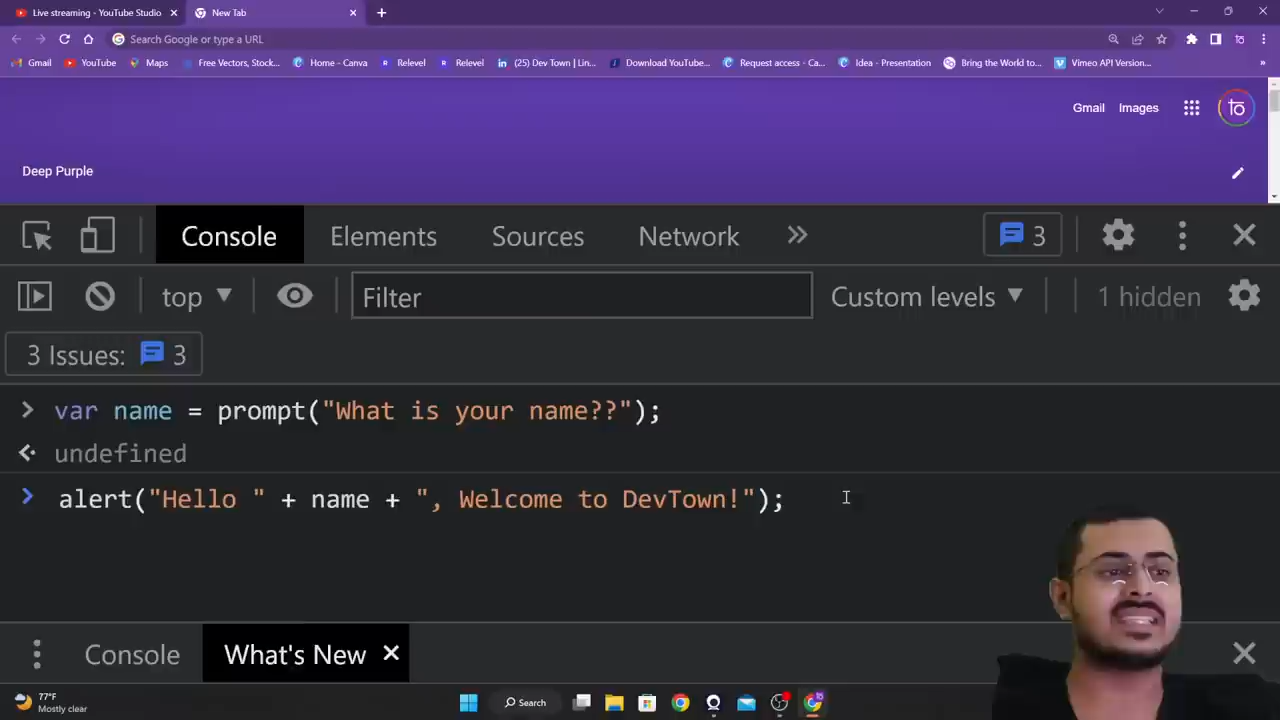 Live streaming - YouTube Studio
New Tab
Search Google or type a URL
Gmail YouTube Maps Free Vectors, Stock... Home - Canva Relevel Relevel (25) Dev Town | Lin... Download YouTube... Request access - Ca... Idea - Presentation Bring the World to... Vimeo API Version...
Gmail Images
Deep Purple
Console Elements Sources Network 3
top Filter Custom levels 1 hidden
3 Issues: 3
var name = prompt("What is your name??");
undefined
alert("Hello " + name + ", Welcome to DevTown!");
Console What's New
77°F
Mostly clear
Search